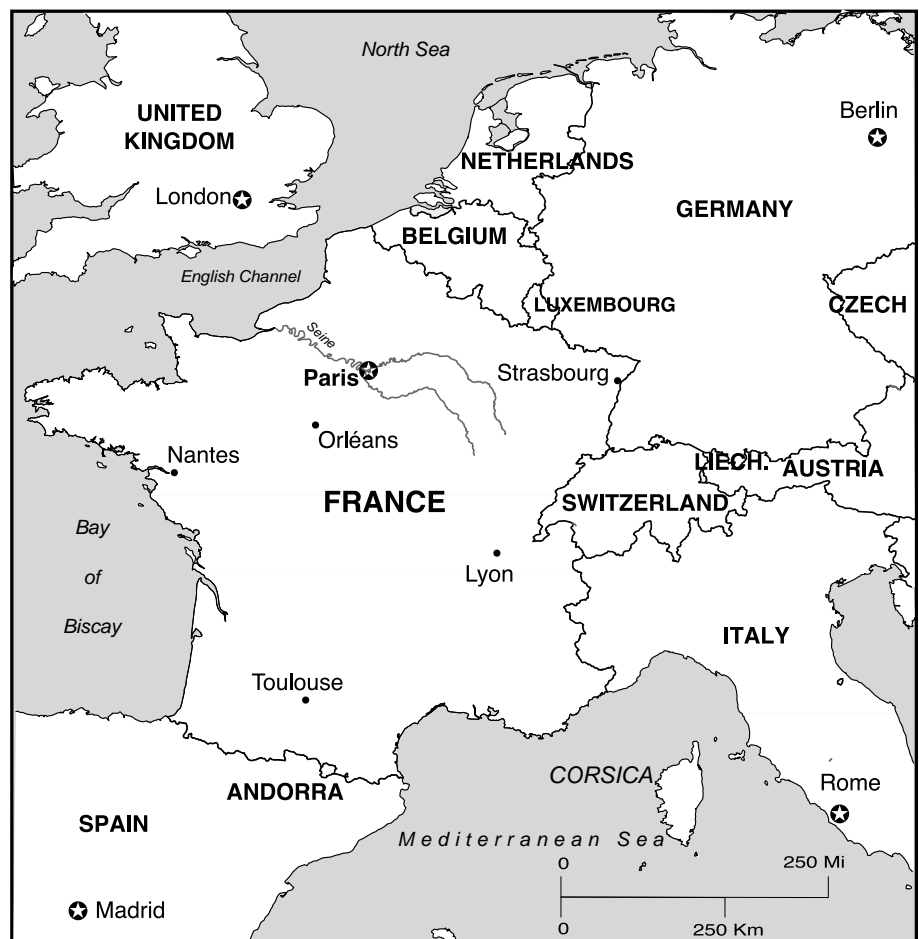 North Sea
UNITED
KINGDOM
Berlin
NETHERLANDS
London
GERMANY
BELGIUM
English Channel
LUXEMBOURG
CZECH
Seine
Paris
Strasbourg
Orléans
Nantes
LIECH.
AUSTRIA
FRANCE
SWITZERLAND
Bay
of
Biscay
Lyon
ITALY
Toulouse
CORSICA
Rome
ANDORRA
SPAIN
Mediterranean Sea
0 250 Mi
0 250 Km
Madrid